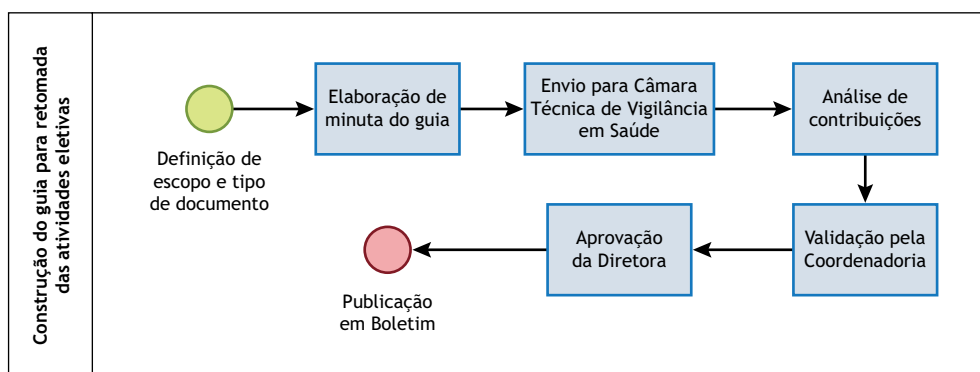 Construção do guia para retomada
das atividades eletivas
Definição de
escopo e tipo
de documento
Elaboração de
minuta do guia
Envio para Câmara
Técnica de Vigilância
em Saúde
Análise de
contribuições
Validação pela
Coordenadoria
Aprovação
da Diretora
Publicação
em Boletim